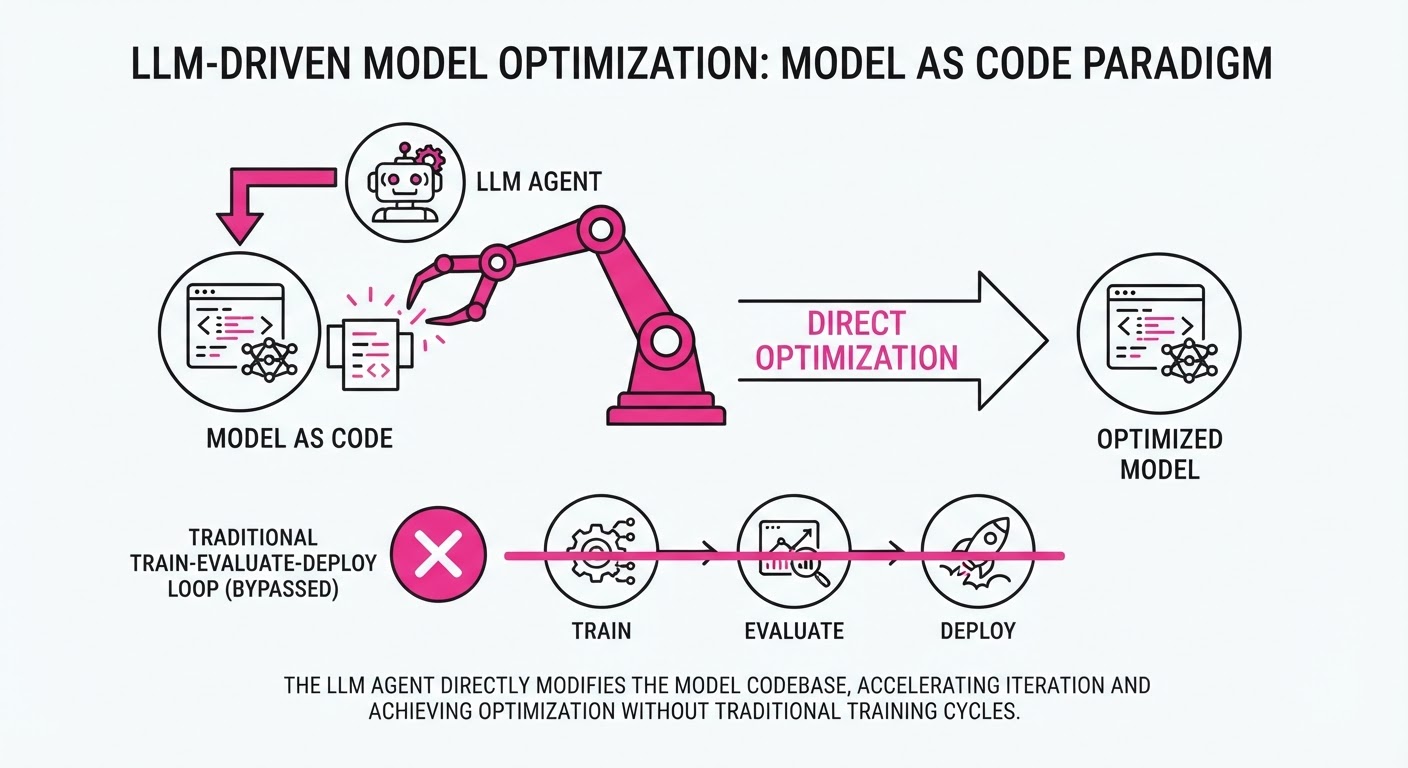 LLM-DRIVEN MODEL OPTIMIZATION: MODEL AS CODE PARADIGM
LLM AGENT
MODEL AS CODE
DIRECT
OPTIMIZATION
OPTIMIZED
MODEL
TRADITIONAL
TRAIN-EVALUATE-DEPLOY
LOOP (BYPASSED)
TRAIN
EVALUATE
DEPLOY
THE LLM AGENT DIRECTLY MODIFIES THE MODEL CODEBASE, ACCELERATING ITERATION AND
ACHIEVING OPTIMIZATION WITHOUT TRADITIONAL TRAINING CYCLES.